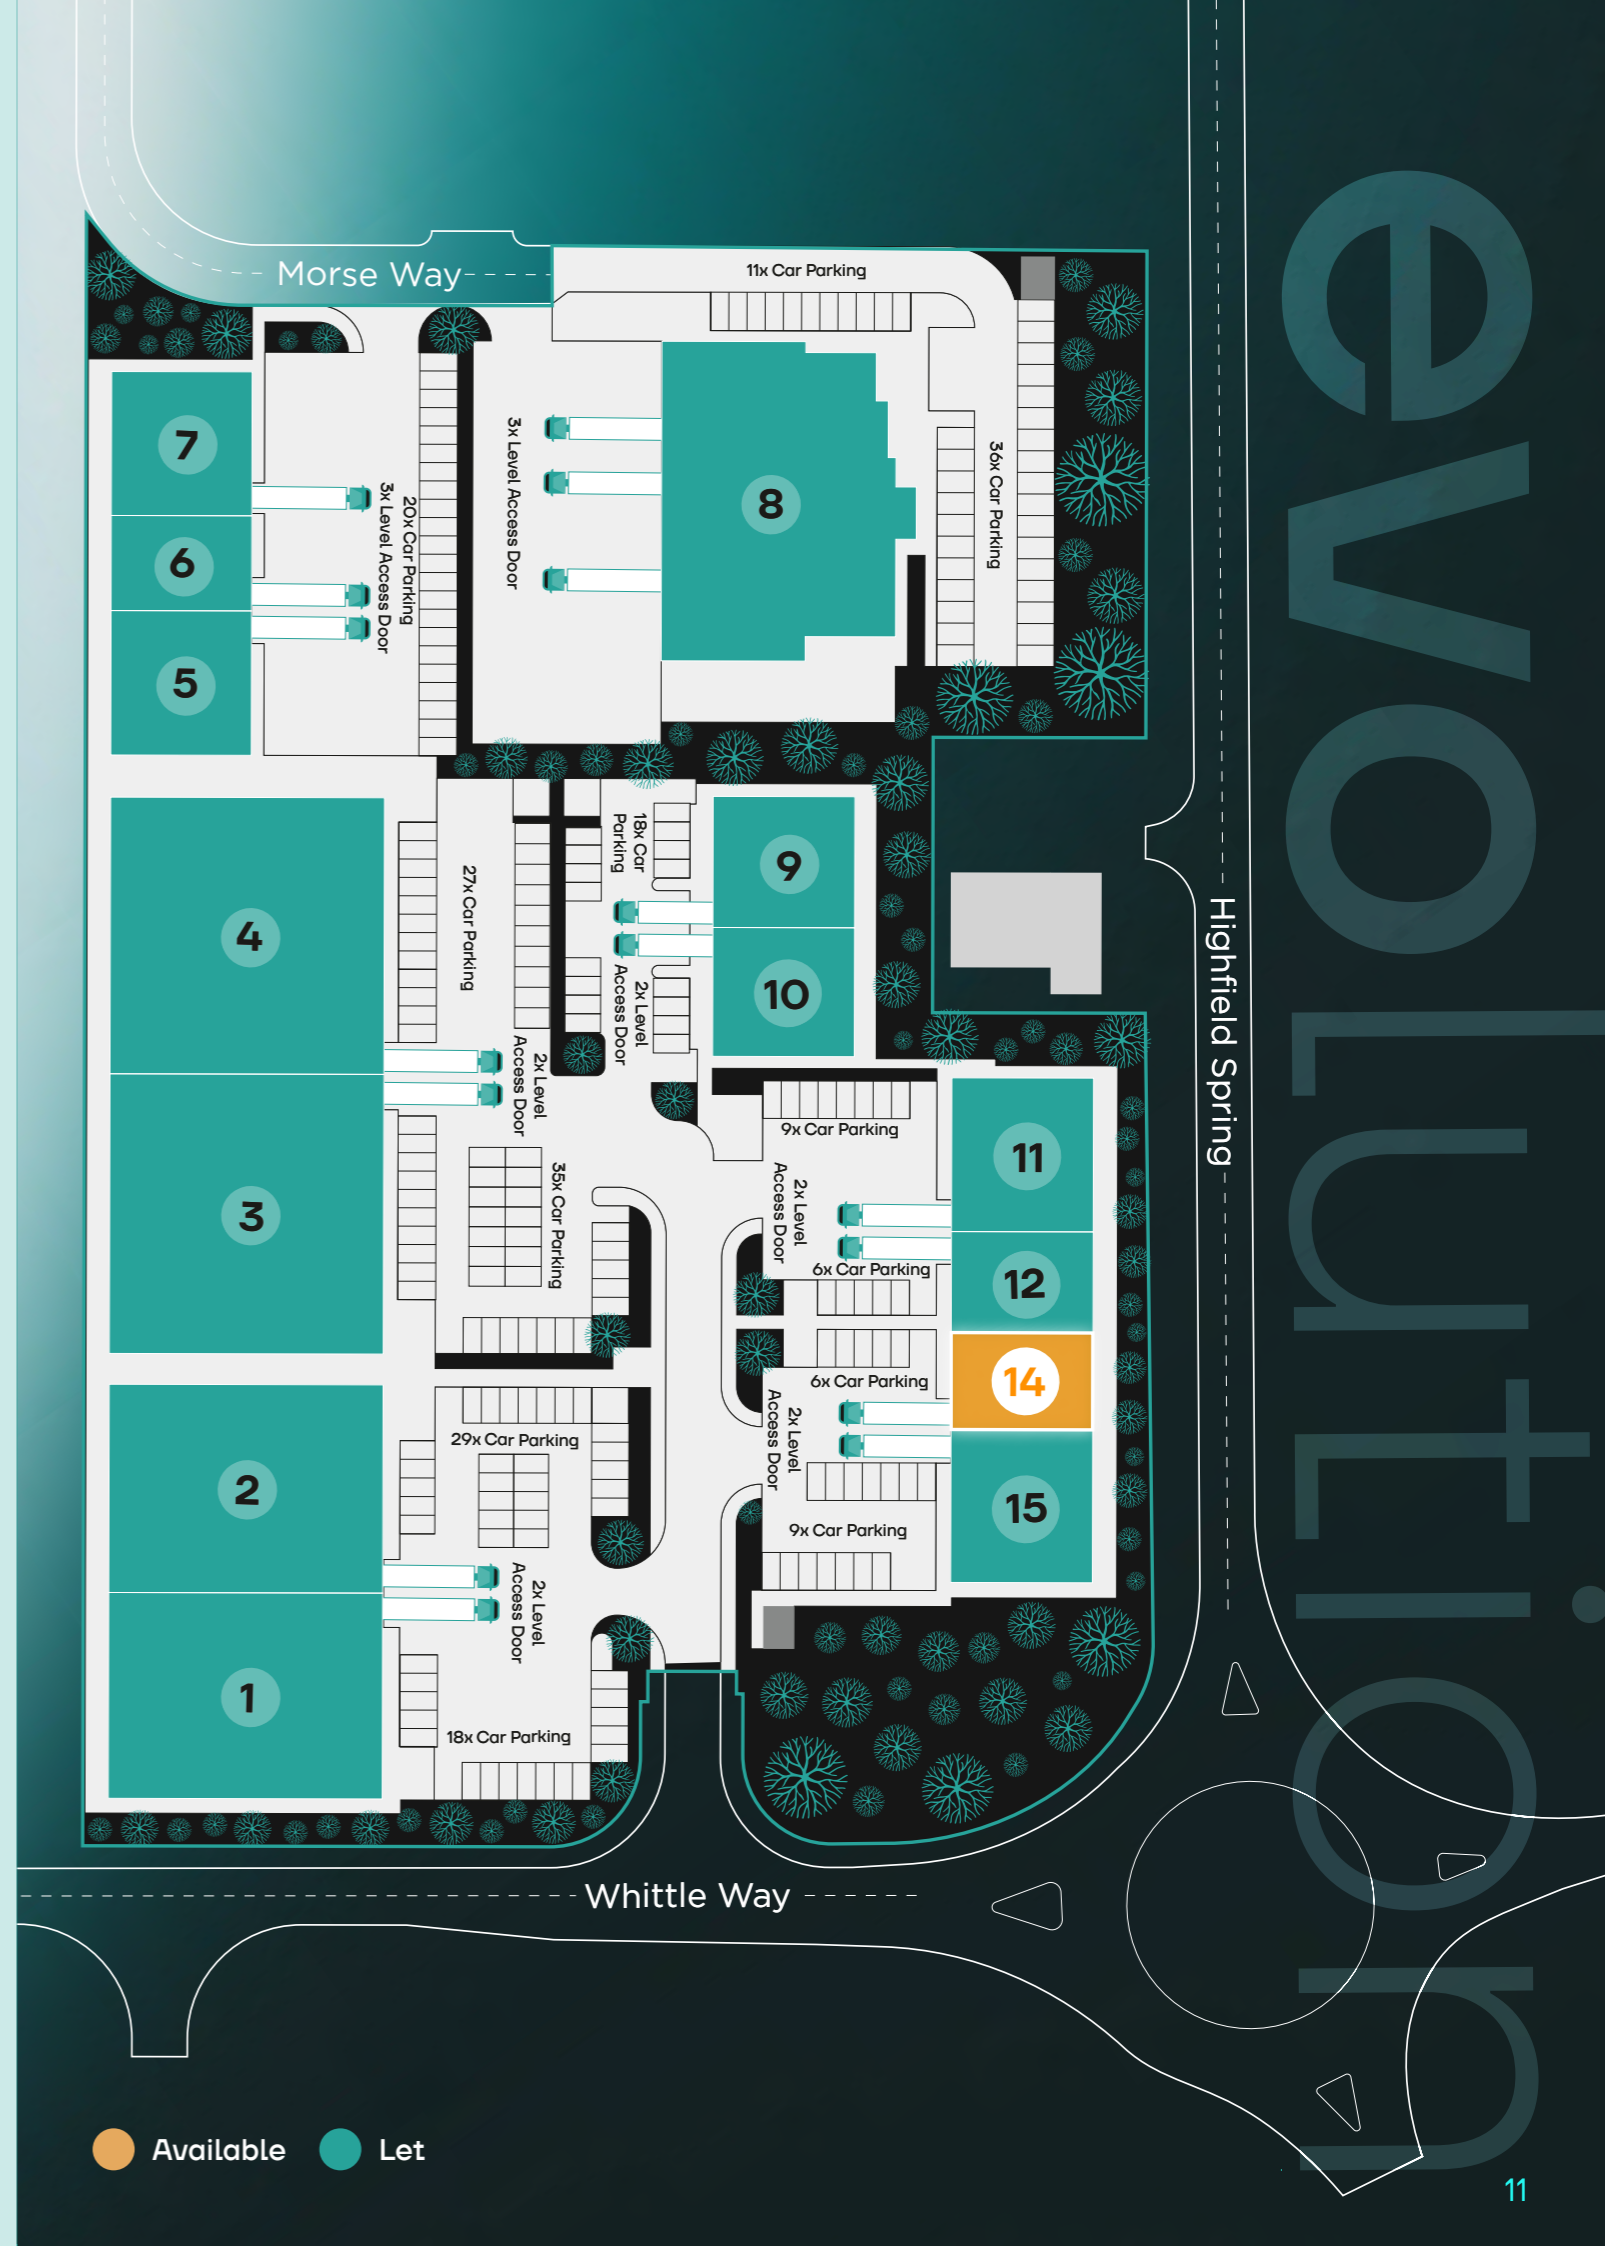 Morse Way
11x Car Parking
36x Car Parking
3x Level Access Door
8
7
6
5
20x Car Parking
3x Level Access Door
4
27x Car Parking
18x Car
Parking
9
10
2x Level
Access Door
2x Level
Access Door
3
35x Car Parking
9x Car Parking
2x Level
Access Door
6x Car Parking
11
12
14
15
6x Car Parking
2x Level
Access Door
9x Car Parking
2
29x Car Parking
2x Level
Access Door
1
18x Car Parking
Highfield Spring
Whittle Way
evolution
Available
Let
11